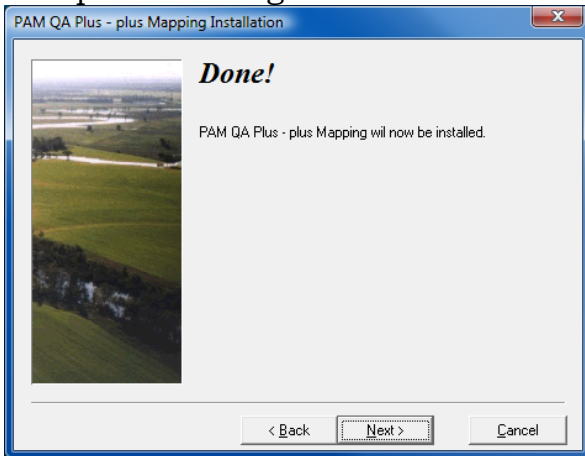 PAM QA Plus - plus Mapping Installation
Done!
PAM QA Plus - plus Mapping wil now be installed.
< Back Next > Cancel